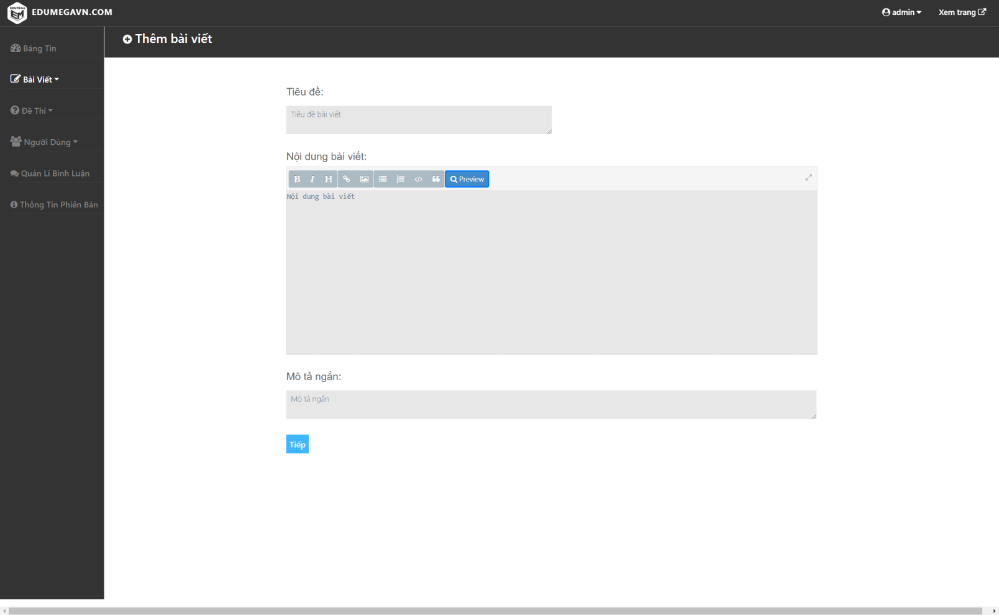 EDUMEGA
EM
EDUMEGAVN.COM
admin
Xem trang
Thêm bài viết
Bảng Tin
Bài Viết
Đề Thi
Người Dùng
Quản Lí Bình Luận
Thông Tin Phiên Bản
Tiêu đề:
Tiêu đề bài viết
Nội dung bài viết:
B I H </> Preview
Nội dung bài viết
Mô tả ngắn:
Mô tả ngắn
Tiếp